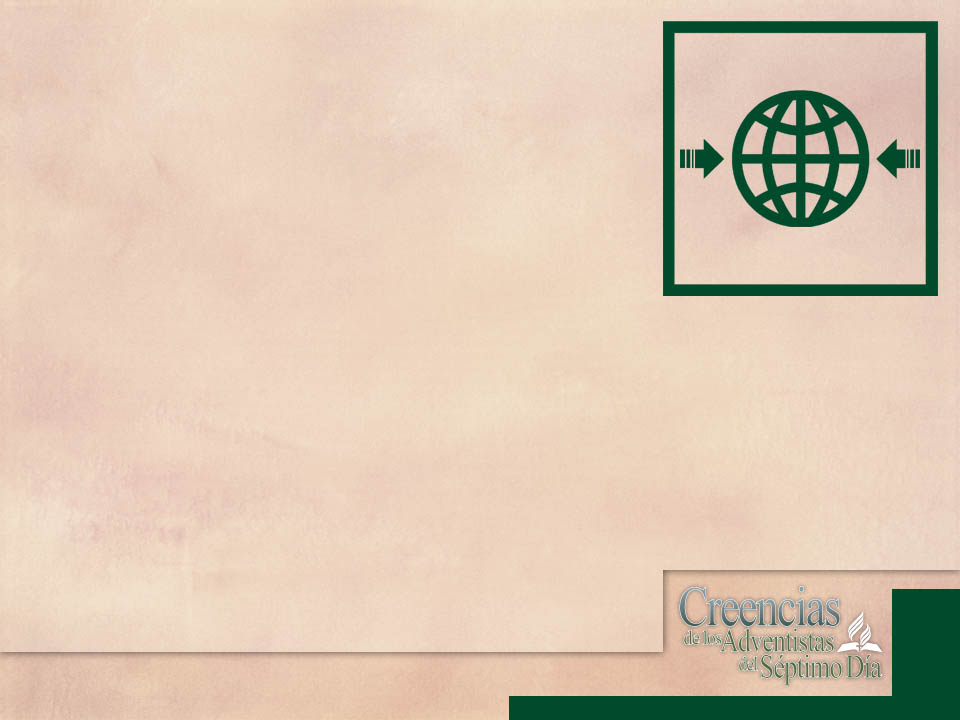 Creencias
de los Adventistas
del Séptimo Día